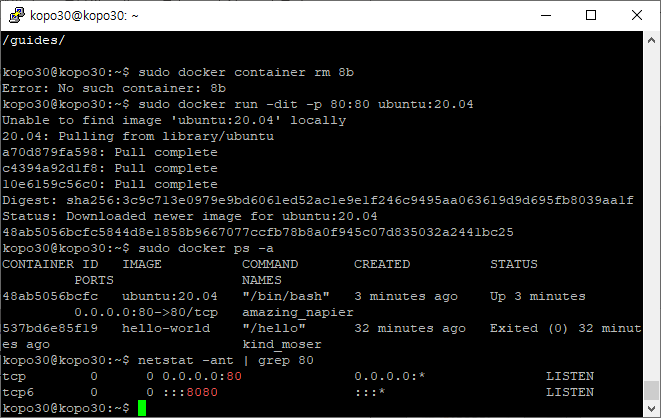 kopo30@kopo30: ~
/guides/
kopo30@kopo30:~$ sudo docker container rm 8b
Error: No such container: 8b
kopo30@kopo30:~$ sudo docker run -dit -p 80:80 ubuntu:20.04
Unable to find image 'ubuntu:20.04' locally
20.04: Pulling from library/ubuntu
a70d879fa598: Pull complete
c4394a92d1f8: Pull complete
10e6159c56c0: Pull complete
Digest: sha256:3c9c713e0979e9bd6061ed52ac1e9e1f246c9495aa063619d9d695fb8039aa1f
Status: Downloaded newer image for ubuntu:20.04
48ab5056bcfc5844d8e1858b9667077ccfb78b8a0f945c07d835032a2441bc25
kopo30@kopo30:~$ sudo docker ps -a
CONTAINER ID   IMAGE          COMMAND       CREATED          STATUS
         PORTS                NAMES
48ab5056bcfc   ubuntu:20.04   "/bin/bash"   3 minutes ago    Up 3 minutes
         0.0.0.0:80->80/tcp   amazing_napier
537bd6e85f19   hello-world    "/hello"      32 minutes ago   Exited (0) 32 minut
es ago                        kind_moser
kopo30@kopo30:~$ netstat -ant | grep 80
tcp        0      0 0.0.0.0:80              0.0.0.0:*               LISTEN
tcp6       0      0 :::8080                 :::*                    LISTEN
kopo30@kopo30:~$